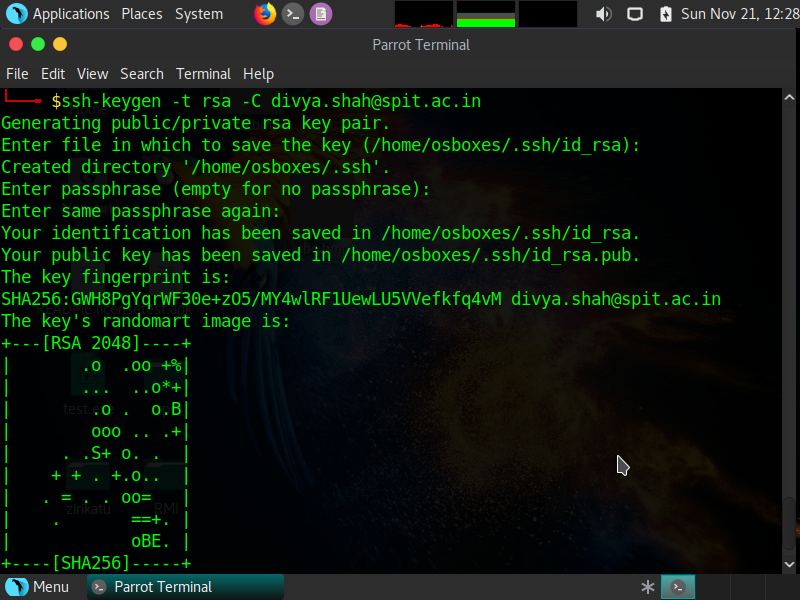 Applications Places System Sun Nov 21, 12:28
Parrot Terminal
File Edit View Search Terminal Help
$ssh-keygen -t rsa -C divya.shah@spit.ac.in
Generating public/private rsa key pair.
Enter file in which to save the key (/home/osboxes/.ssh/id_rsa):
Created directory '/home/osboxes/.ssh'.
Enter passphrase (empty for no passphrase):
Enter same passphrase again:
Your identification has been saved in /home/osboxes/.ssh/id_rsa.
Your public key has been saved in /home/osboxes/.ssh/id_rsa.pub.
The key fingerprint is:
SHA256:GWH8PgYqrWF30e+zO5/MY4wlRF1UewLU5VVefkfq4vM divya.shah@spit.ac.in
The key's randomart image is:
+---[RSA 2048]----+
|       .o  .oo +%|
|       ...  ..o*+|
|        .o .  o.B|
|        ooo .. .+|
|     . .S+ o. .  |
|    + + . +.o..  |
|   . = . . oo=   |
|    .       ==+. |
|            oBE. |
+----[SHA256]-----+
Menu Parrot Terminal